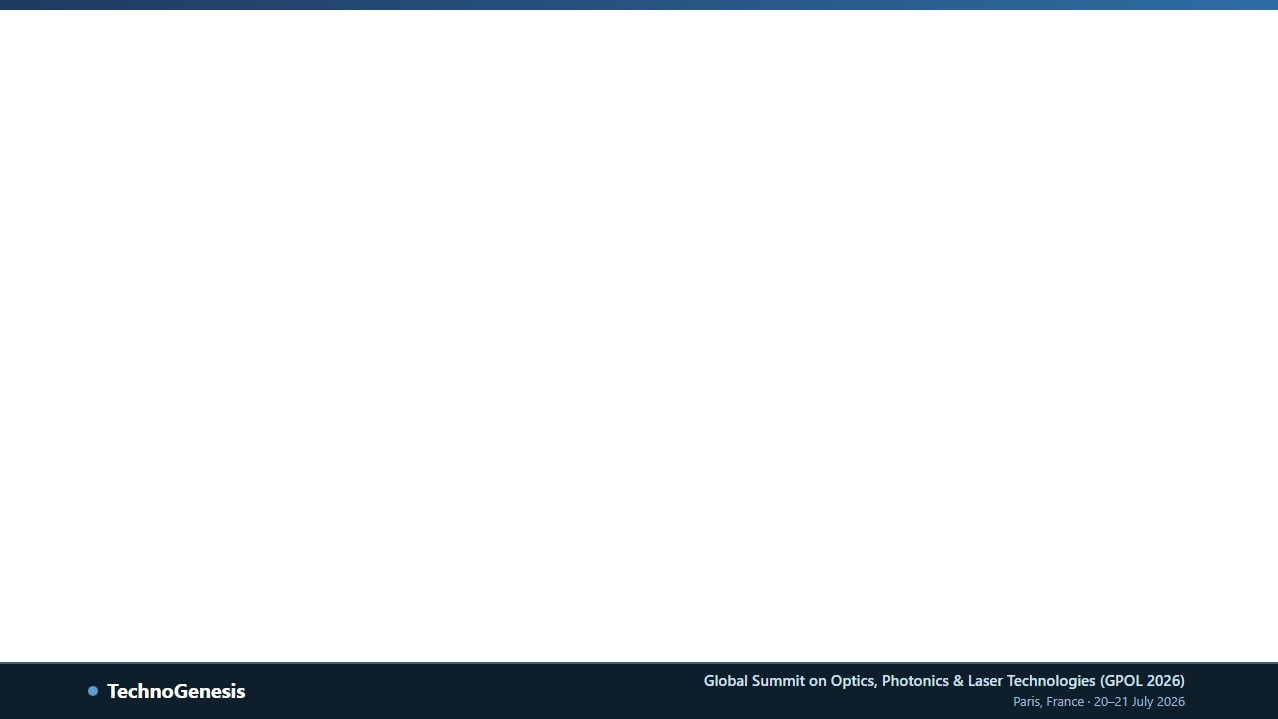 TechnoGenesis
Global Summit on Optics, Photonics & Laser Technologies (GPOL 2026)
Paris, France · 20–21 July 2026